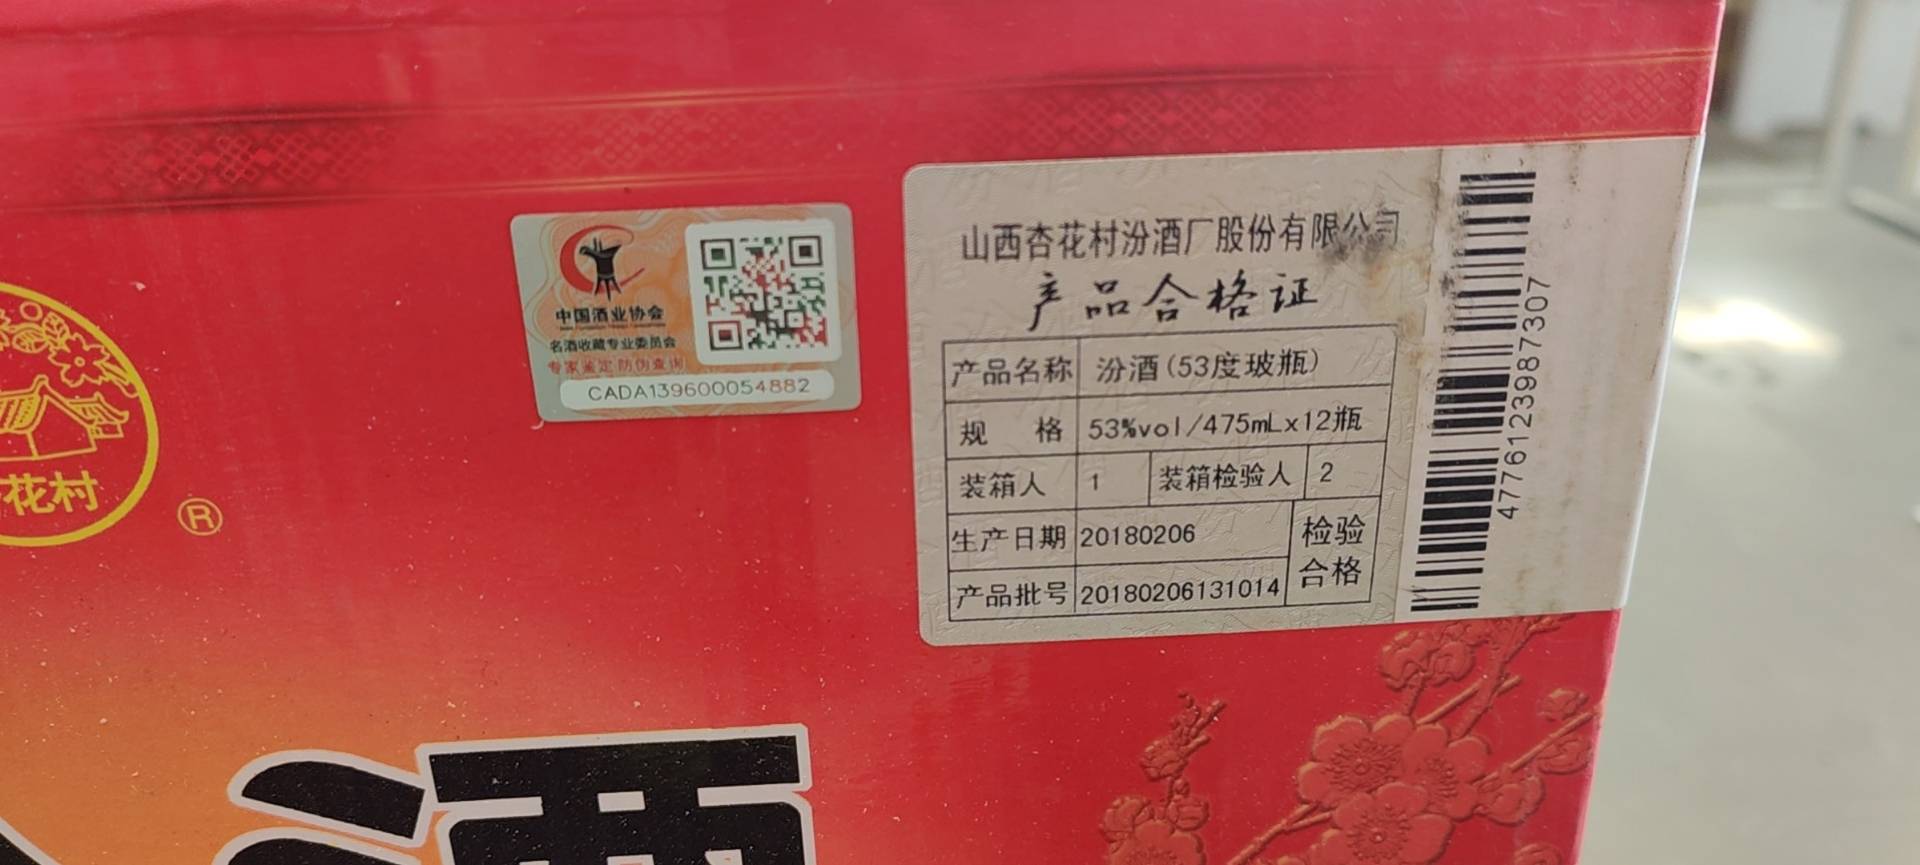 花村
®
中国酒业协会
名酒收藏专业委员会
专家鉴定 防伪查询
CADA139600054882
山西杏花村汾酒厂股份有限公司
产品合格证
产品名称 汾酒(53度玻瓶)
规 格 53%vol/475mLx12瓶
装箱人 1 装箱检验人 2
生产日期 20180206
检验
合格
产品批号 20180206131014
4776123987307
酒